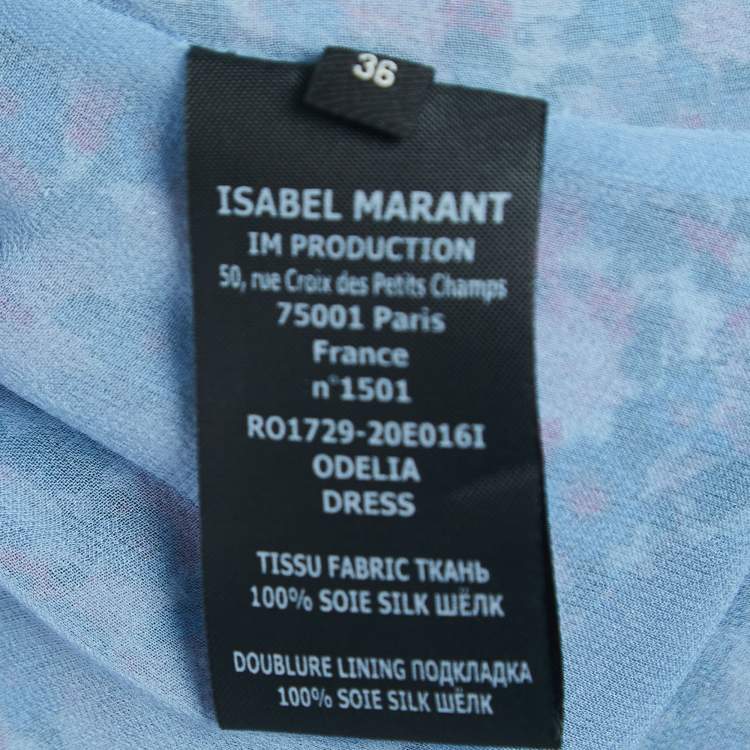 36
ISABEL MARANT
IM PRODUCTION
50, rue Croix des Petits Champs
75001 Paris
France
n°1501
RO1729-20E016I
ODELIA
DRESS
TISSU FABRIC ТКАНЬ
100% SOIE SILK ШЁЛК
DOUBLURE LINING ПОДКЛАДКА
100% SOIE SILK ШЁЛК